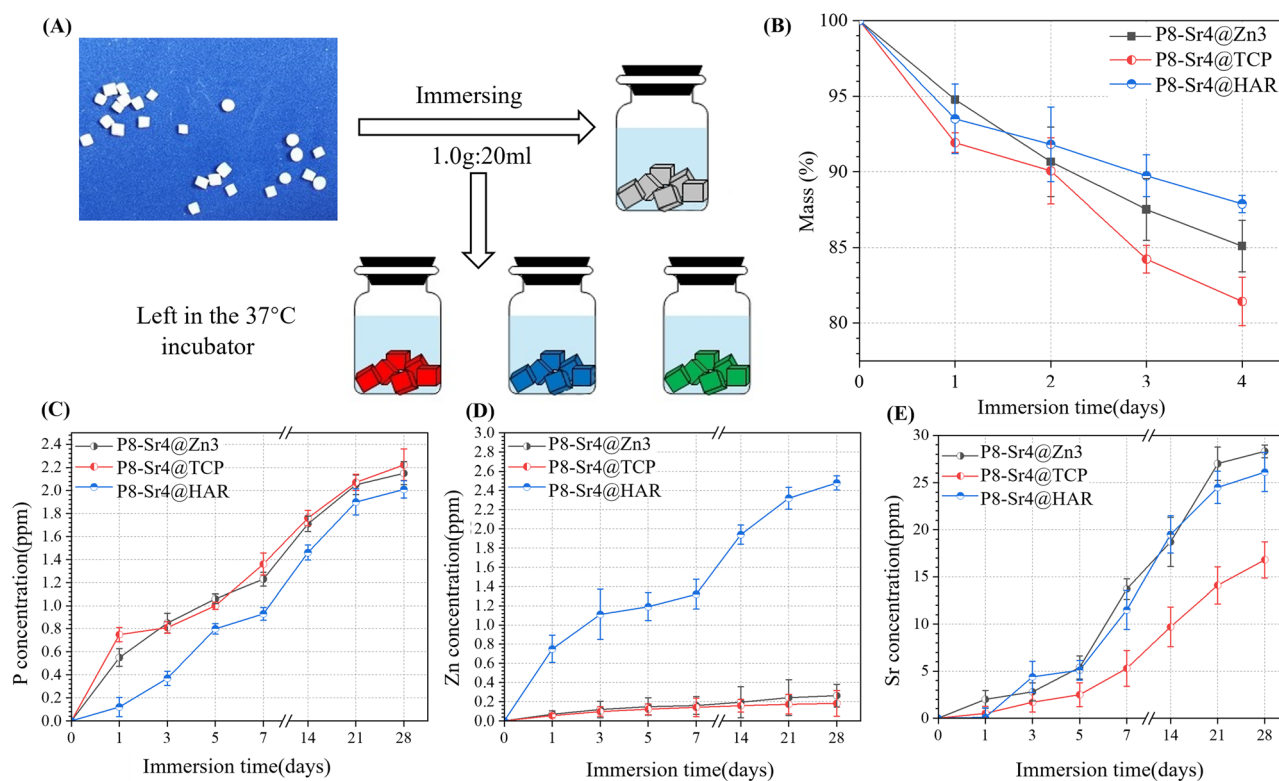 (A)
Immersing
1.0g:20ml
Left in the 37°C
incubator
(B)
P8-Sr4@Zn3
P8-Sr4@TCP
P8-Sr4@HAR
Mass (%)
100
95
90
85
80
0 1 2 3 4
Immersion time(days)
(C)
P8-Sr4@Zn3
P8-Sr4@TCP
P8-Sr4@HAR
P concentration(ppm)
2.4
2.2
2.0
1.8
1.6
1.4
1.2
1.0
0.8
0.6
0.4
0.2
0.0
0 1 3 5 7 14 21 28
Immersion time(days)
(D)
P8-Sr4@Zn3
P8-Sr4@TCP
P8-Sr4@HAR
Zn concentration(ppm)
3.0
2.8
2.6
2.4
2.2
2.0
1.8
1.6
1.4
1.2
1.0
0.8
0.6
0.4
0.2
0.0
0 1 3 5 7 14 21 28
Immersion time(days)
(E)
P8-Sr4@Zn3
P8-Sr4@TCP
P8-Sr4@HAR
Sr concentration(ppm)
30
25
20
15
10
5
0
0 1 3 5 7 14 21 28
Immersion time(days)